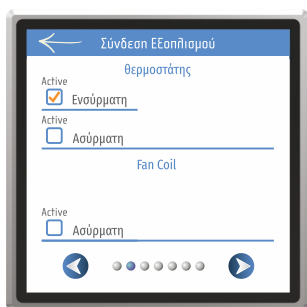 Σύνδεση Εξοπλισμού
θερμοστάτης
Active
Ενσύρματη
Active
Ασύρματη
Fan Coil
Active
Ασύρματη